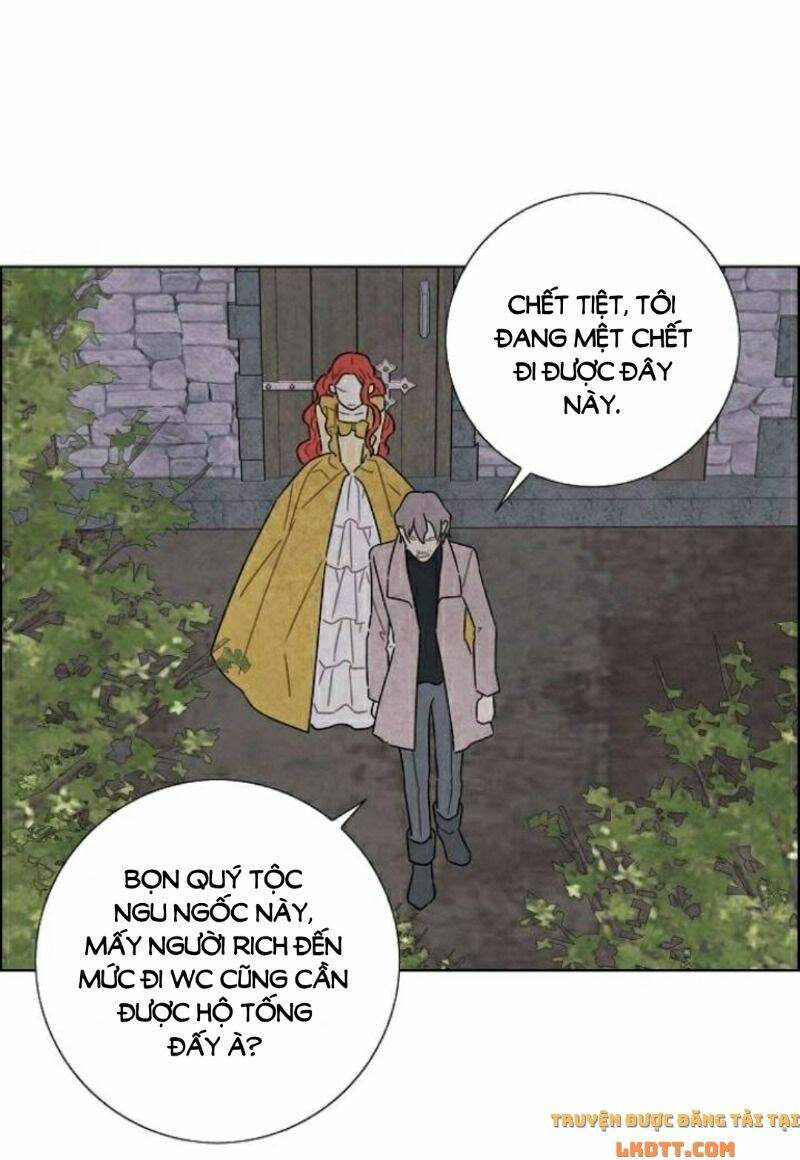 CHẾT TIỆT, TÔI
ĐANG MỆT CHẾT
ĐI ĐƯỢC ĐÂY
NÀY.
BỌN QUÝ TỘC
NGU NGỐC NÀY,
MẤY NGƯỜI RICH ĐẾN
MỨC ĐI WC CŨNG CẦN
ĐƯỢC HỘ TỐNG
ĐẤY À?
TRUYỆN ĐƯỢC ĐĂNG TẢI TẠI
LKDTT.COM